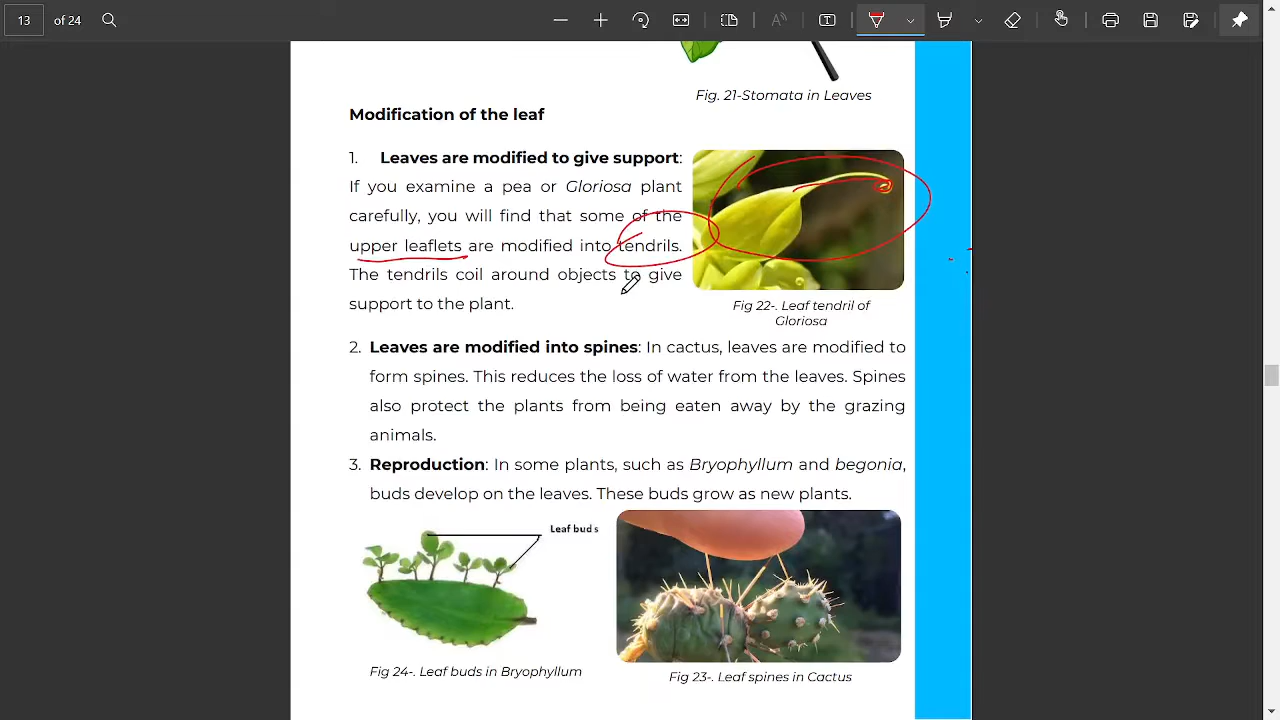 13 of 24
Fig. 21-Stomata in Leaves
Modification of the leaf
1. Leaves are modified to give support:
If you examine a pea or Gloriosa plant
carefully, you will find that some of the
upper leaflets are modified into tendrils.
The tendrils coil around objects to give
support to the plant.
Fig 22-. Leaf tendril of
Gloriosa
2. Leaves are modified into spines: In cactus, leaves are modified to
form spines. This reduces the loss of water from the leaves. Spines
also protect the plants from being eaten away by the grazing
animals.
3. Reproduction: In some plants, such as Bryophyllum and begonia,
buds develop on the leaves. These buds grow as new plants.
Leaf buds
Fig 24-. Leaf buds in Bryophyllum
Fig 23-. Leaf spines in Cactus